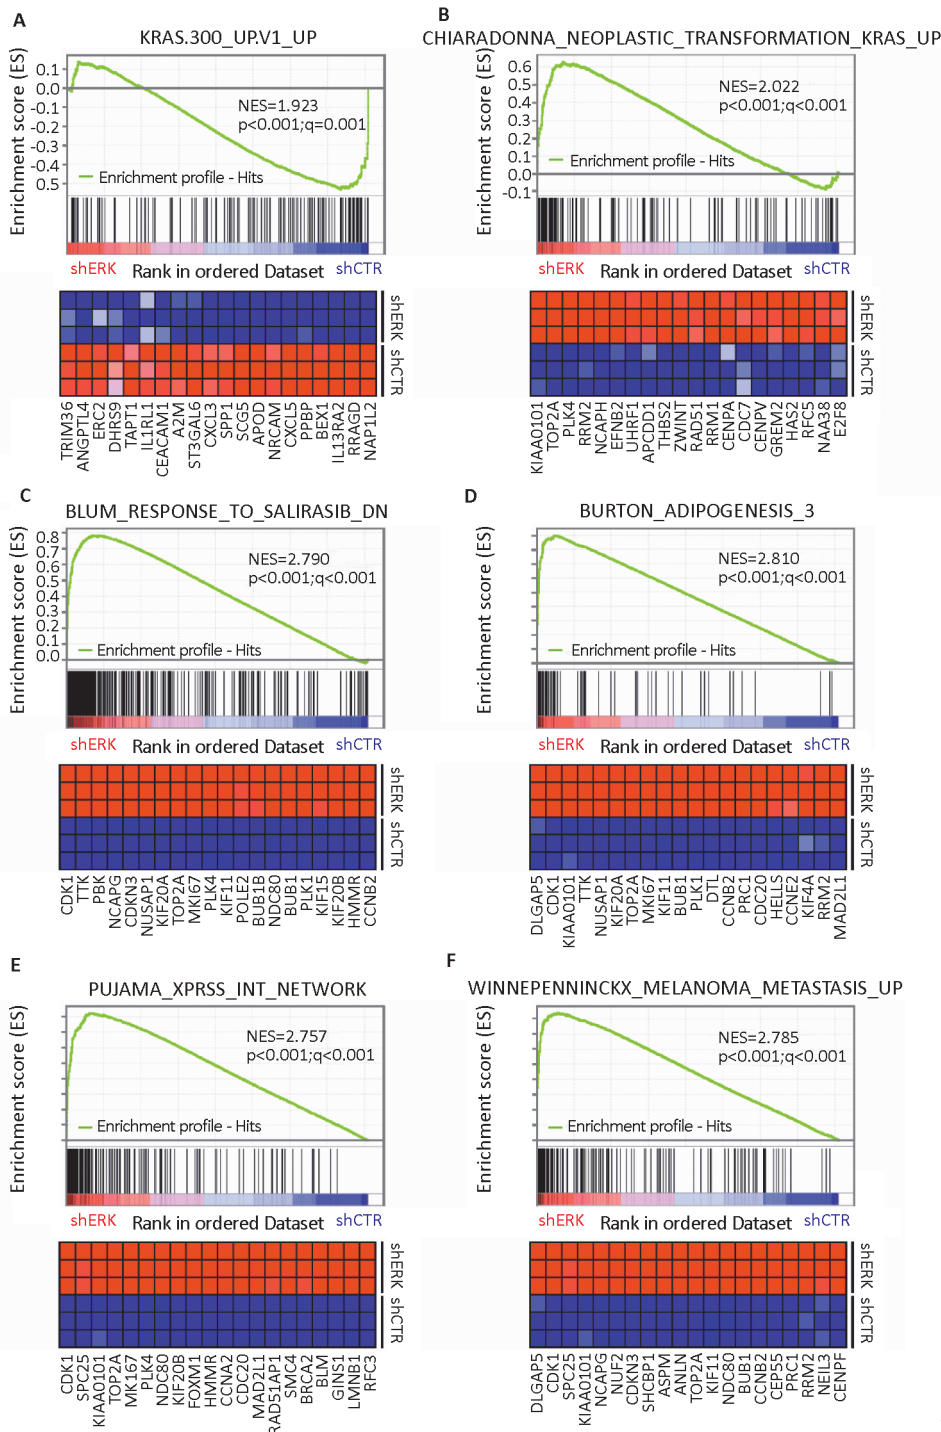 A
KRAS.300_UP.V1_UP
Enrichment score (ES)
0.1
0.0
-0.1
-0.2
-0.3
-0.4
0.5
NES=1.923
p<0.001;q=0.001
Enrichment profile - Hits
shERK Rank in ordered Dataset shCTR
shERK
shCTR
TRIM36
ANGPTL4
ERC2
DHRS9
TAPT1
IL1RL1
CEACAM1
A2M
ST3GAL6
CXCL3
SPP1
SCG5
APOD
NRCAM
CXCL5
PPBP
BEX1
IL13RA2
RRAGD
NAP1L2
B
CHIARADONNA_NEOPLASTIC_TRANSFORMATION_KRAS_UP
Enrichment score (ES)
0.6
0.5
0.4
0.3
0.2
0.1
0.0
-0.1
NES=2.022
p<0.001;q<0.001
Enrichment profile - Hits
shERK Rank in ordered Dataset shCTR
shERK
shCTR
KIAA0101
TOP2A
PLK4
RRM2
NCAPH
EFNB2
UHRF1
APCDD1
THBS2
ZWINT
RAD51
RRM1
CENPA
CDC7
CENPV
GREM2
HAS2
RFC5
NAA38
E2F8
C
BLUM_RESPONSE_TO_SALIRASIB_DN
Enrichment score (ES)
0.8
0.7
0.6
0.5
0.4
0.3
0.2
0.1
0.0
NES=2.790
p<0.001;q<0.001
Enrichment profile - Hits
shERK Rank in ordered Dataset shCTR
shERK
shCTR
CDK1
TTK
PBK
NCAPG
CDKN3
NUSAP1
KIF20A
TOP2A
MKI67
PLK4
KIF11
POLE2
BUB1B
NDC80
BUB1
PLK1
KIF15
KIF20B
HMMR
CCNB2
D
BURTON_ADIPOGENESIS_3
Enrichment score (ES)
NES=2.810
p<0.001;q<0.001
Enrichment profile - Hits
shERK Rank in ordered Dataset shCTR
shERK
shCTR
DLGAP5
CDK1
KIAA0101
TTK
NUSAP1
KIF20A
TOP2A
MKI67
KIF11
BUB1
PLK1
DTL
CCNB2
PRC1
CDC20
HELLS
CCNE2
KIF4A
RRM2
MAD2L1
E
PUJAMA_XPRSS_INT_NETWORK
Enrichment score (ES)
NES=2.757
p<0.001;q<0.001
Enrichment profile - Hits
shERK Rank in ordered Dataset shCTR
shERK
shCTR
CDK1
SPC25
KIAA0101
TOP2A
MK167
PLK4
NDC80
KIF20B
FOXM1
HMMR
CCNA2
CDC20
MAD2L1
RAD51AP1
SMC4
BRCA2
BLM
GINS1
LMNB1
RFC3
F
WINNEPENNINCKX_MELANOMA_METASTASIS_UP
Enrichment score (ES)
NES=2.785
p<0.001;q<0.001
Enrichment profile - Hits
shERK Rank in ordered Dataset shCTR
shERK
shCTR
DLGAP5
CDK1
SPC25
KIAA0101
NCAPG
NUF2
CDKN3
SHCBP1
ASPM
ANLN
TOP2A
KIF11
NDC80
BUB1
CCNB2
CEP55
PRC1
RRM2
NEIL3
CENPF